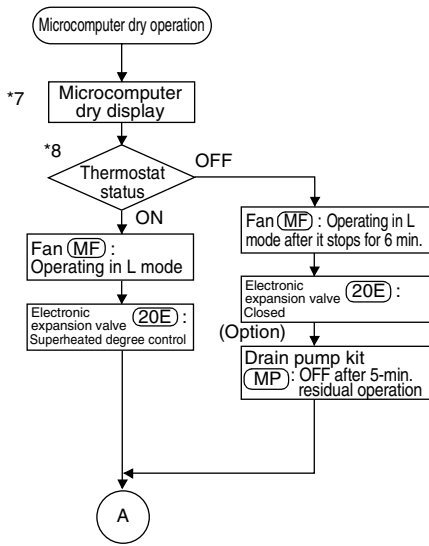 Microcomputer dry operation
*7
Microcomputer
dry display
*8
Thermostat
status
OFF
ON
Fan (MF) :
Operating in L mode
Electronic
expansion valve (20E) :
Superheated degree control
Fan (MF) : Operating in L
mode after it stops for 6 min.
Electronic
expansion valve (20E) :
Closed
(Option)
Drain pump kit
(MP) : OFF after 5-min.
residual operation
A